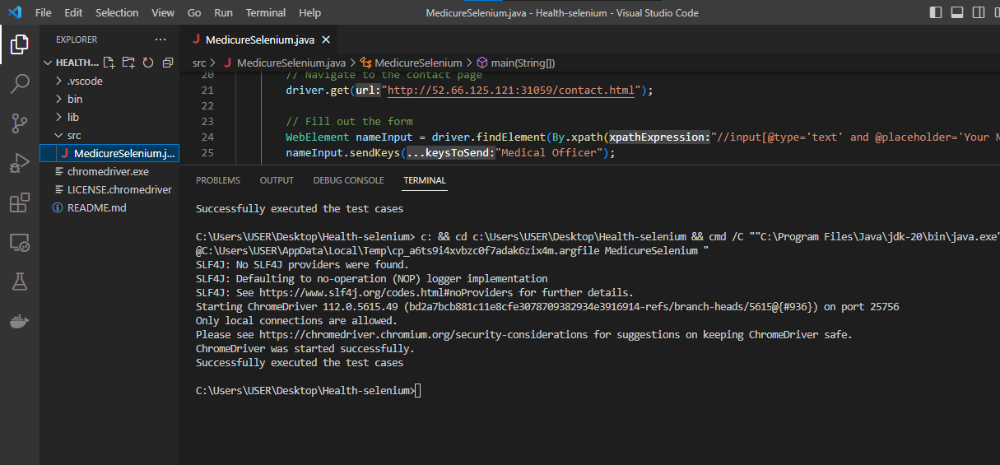 File Edit Selection View Go Run Terminal Help MedicureSelenium.java - Health-selenium - Visual Studio Code
EXPLORER ...
J MedicureSelenium.java ×
HEALTH...
src > J MedicureSelenium.java > MedicureSelenium > main(String[])
.vscode
bin
lib
src
J MedicureSelenium.j...
chromedriver.exe
LICENSE.chromedriver
README.md
20 // Navigate to the contact page
21 driver.get(url:"http://52.66.125.121:31059/contact.html");
22
23 // Fill out the form
24 WebElement nameInput = driver.findElement(By.xpath(xpathExpression:"//input[@type='text' and @placeholder='Your N
25 nameInput.sendKeys(...keysToSend:"Medical Officer");
PROBLEMS OUTPUT DEBUG CONSOLE TERMINAL
Successfully executed the test cases
C:\Users\USER\Desktop\Health-selenium> c: && cd c:\Users\USER\Desktop\Health-selenium && cmd /C ""C:\Program Files\Java\jdk-20\bin\java.exe"
@C:\Users\USER\AppData\Local\Temp\cp_a6ts9i4xvbzc0f7adak6zix4m.argfile MedicureSelenium "
SLF4J: No SLF4J providers were found.
SLF4J: Defaulting to no-operation (NOP) logger implementation
SLF4J: See https://www.slf4j.org/codes.html#noProviders for further details.
Starting ChromeDriver 112.0.5615.49 (bd2a7bcb881c11e8cfe3078709382934e3916914-refs/branch-heads/5615@{#936}) on port 25756
Only local connections are allowed.
Please see https://chromedriver.chromium.org/security-considerations for suggestions on keeping ChromeDriver safe.
ChromeDriver was started successfully.
Successfully executed the test cases
C:\Users\USER\Desktop\Health-selenium>